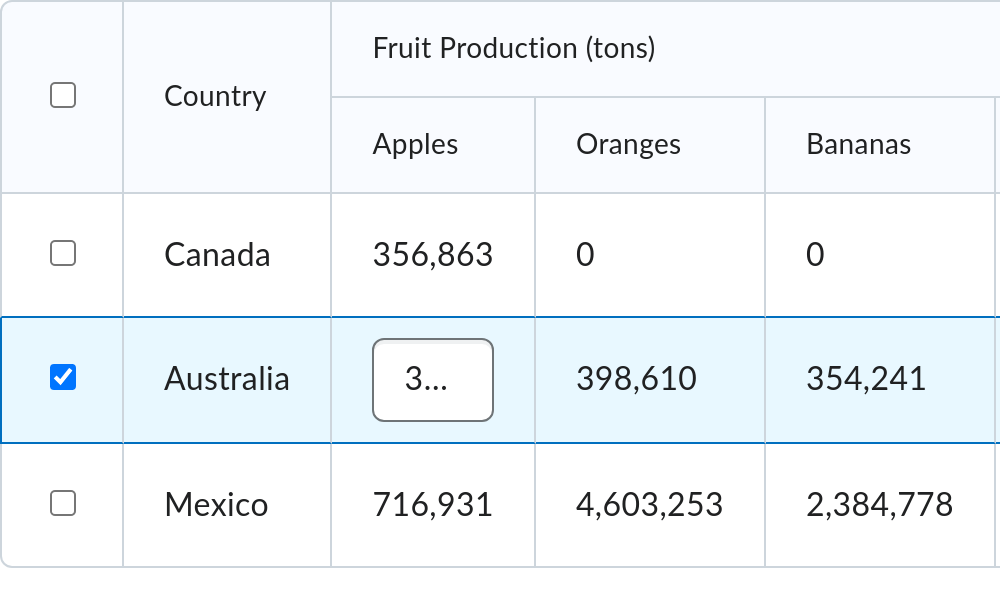 Country Fruit Production (tons)
Apples Oranges Bananas
Canada 356,863 0 0
Australia 3... 398,610 354,241
Mexico 716,931 4,603,253 2,384,778